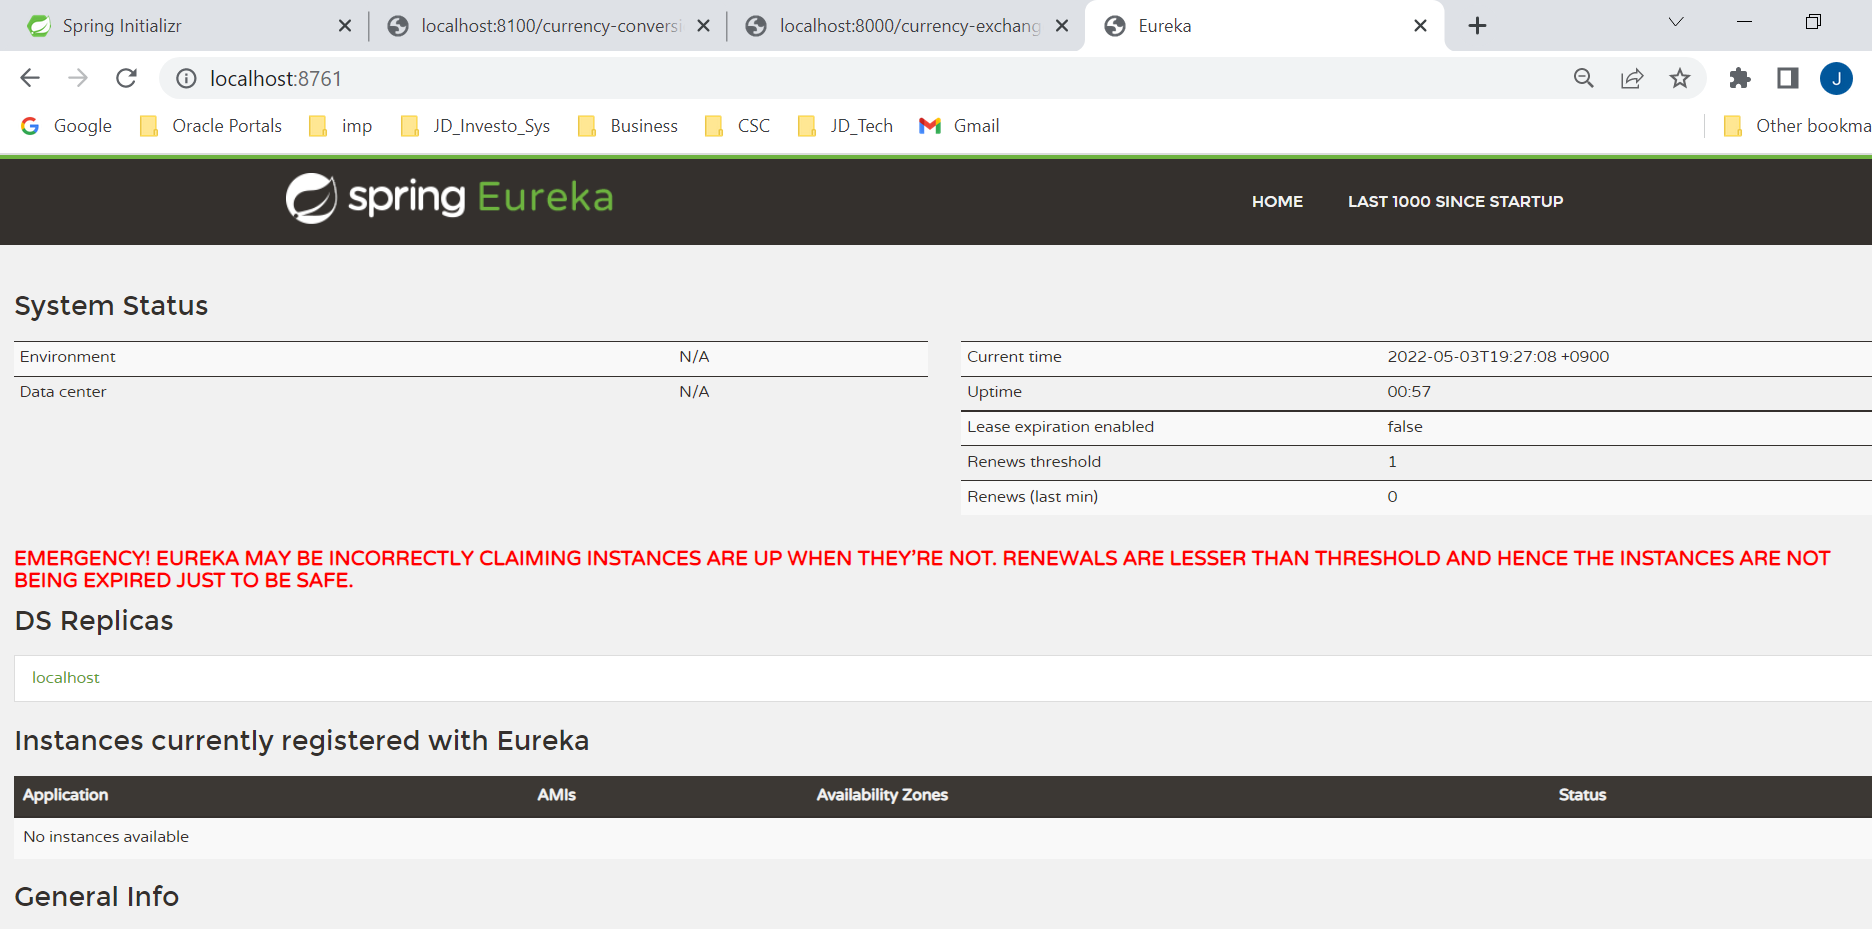 Spring Initializr
localhost:8100/currency-conversi
localhost:8000/currency-exchang
Eureka
localhost:8761
J
Google
Oracle Portals
imp
JD_Investo_Sys
Business
CSC
JD_Tech
Gmail
Other bookma
spring Eureka
HOME
LAST 1000 SINCE STARTUP
System Status
Environment N/A
Data center N/A
Current time 2022-05-03T19:27:08 +0900
Uptime 00:57
Lease expiration enabled false
Renews threshold 1
Renews (last min) 0
EMERGENCY! EUREKA MAY BE INCORRECTLY CLAIMING INSTANCES ARE UP WHEN THEY'RE NOT. RENEWALS ARE LESSER THAN THRESHOLD AND HENCE THE INSTANCES ARE NOT
BEING EXPIRED JUST TO BE SAFE.
DS Replicas
localhost
Instances currently registered with Eureka
Application AMIs Availability Zones Status
No instances available
General Info